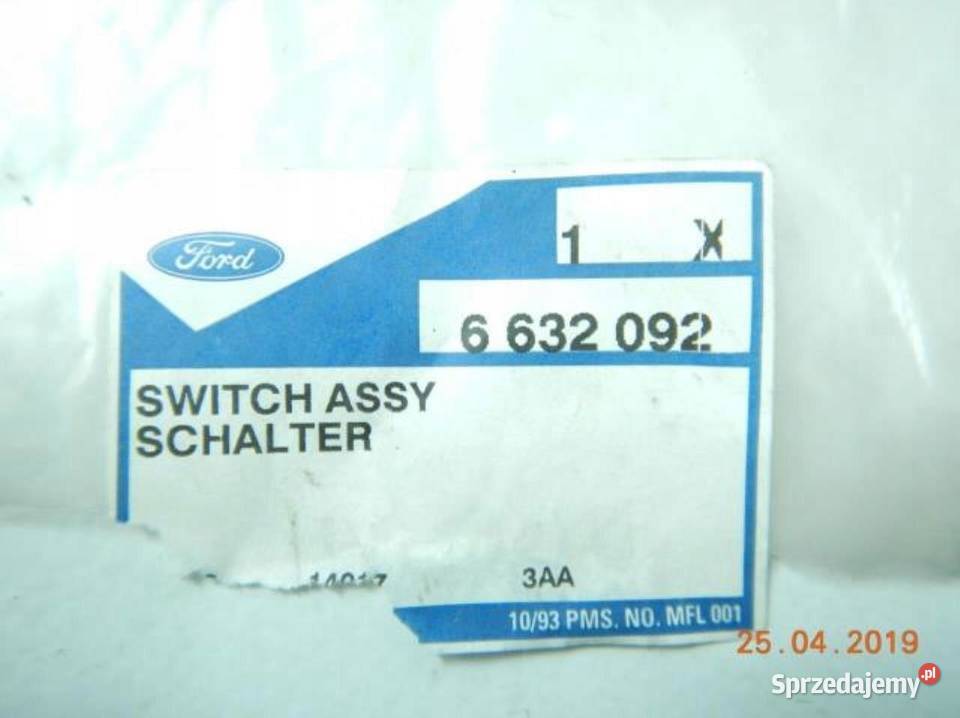 Ford
1 X
6 632 092
SWITCH ASSY
SCHALTER
3AA
10/93 PMS. NO. MFL 001
25.04.2019
Sprzedajemy.pl